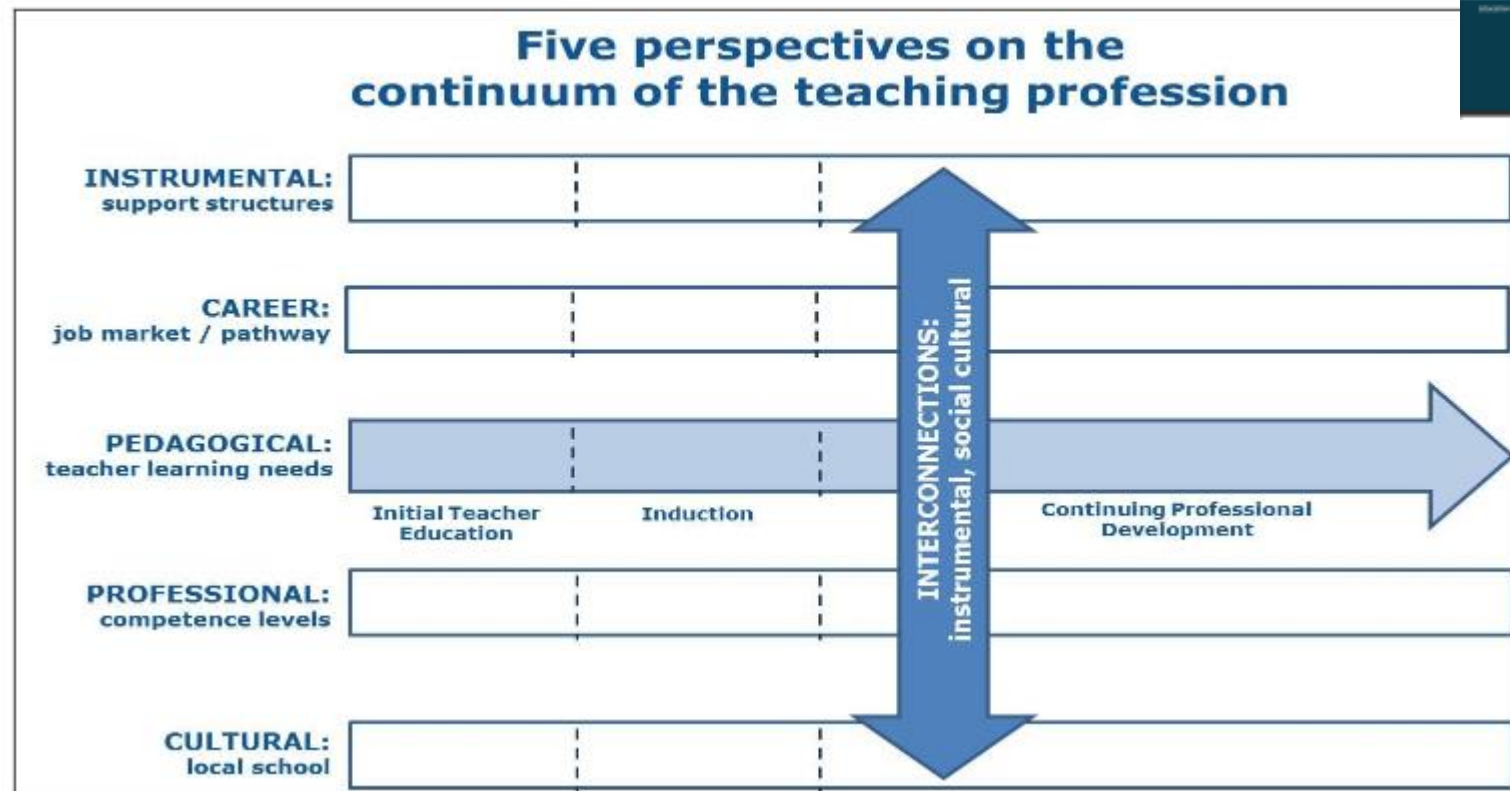 Five perspectives on the
continuum of the teaching profession
INSTRUMENTAL:
support structures
CAREER:
job market / pathway
PEDAGOGICAL:
teacher learning needs
Initial Teacher
Education
Induction
Continuing Professional
Development
PROFESSIONAL:
competence levels
CULTURAL:
local school
INTERCONNECTIONS:
instrumental, social cultural